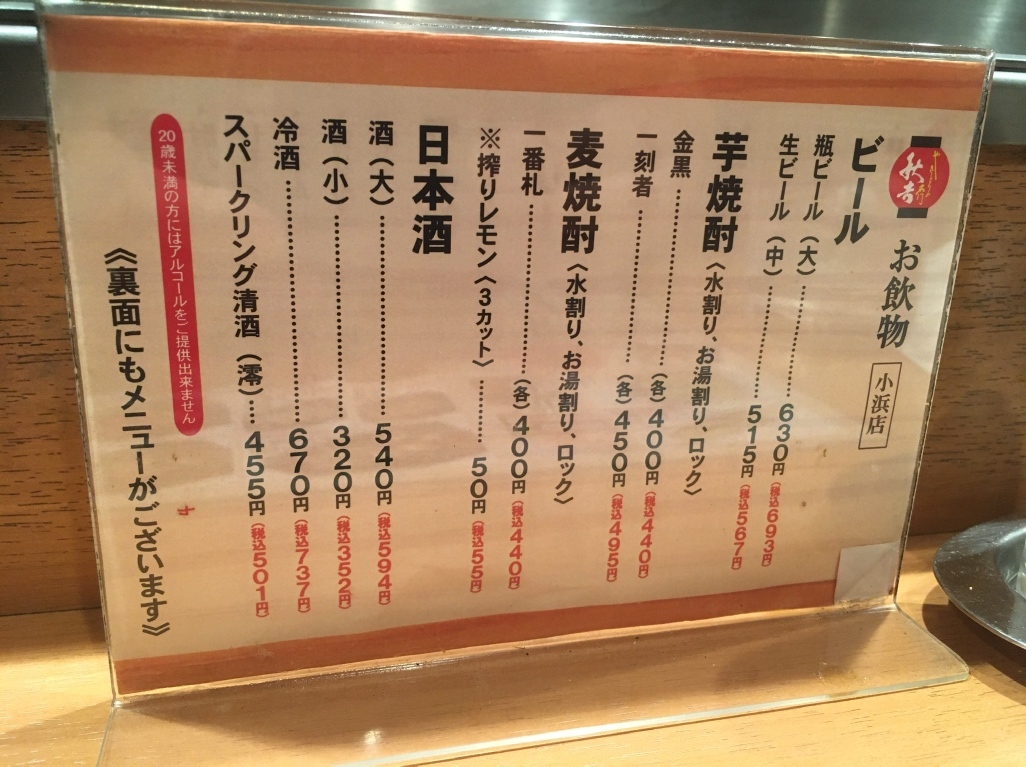 やきとりの名門
秋吉
お飲物
小浜店
ビール
瓶ビール(大)…………630円(税込693円)
生ビール(中)…………515円(税込567円)
芋焼酎〈水割り、お湯割り、ロック〉
金黒…………(各)400円(税込440円)
一刻者…………(各)450円(税込495円)
麦焼酎〈水割り、お湯割り、ロック〉
一番札…………(各)400円(税込440円)
※搾りレモン〈3カット〉…………50円(税込55円)
日本酒
酒(大)…………540円(税込594円)
酒(小)…………320円(税込352円)
冷酒…………670円(税込737円)
スパークリング清酒(澪)…455円(税込501円)
20歳未満の方にはアルコールをご提供出来ません
《裏面にもメニューがございます》